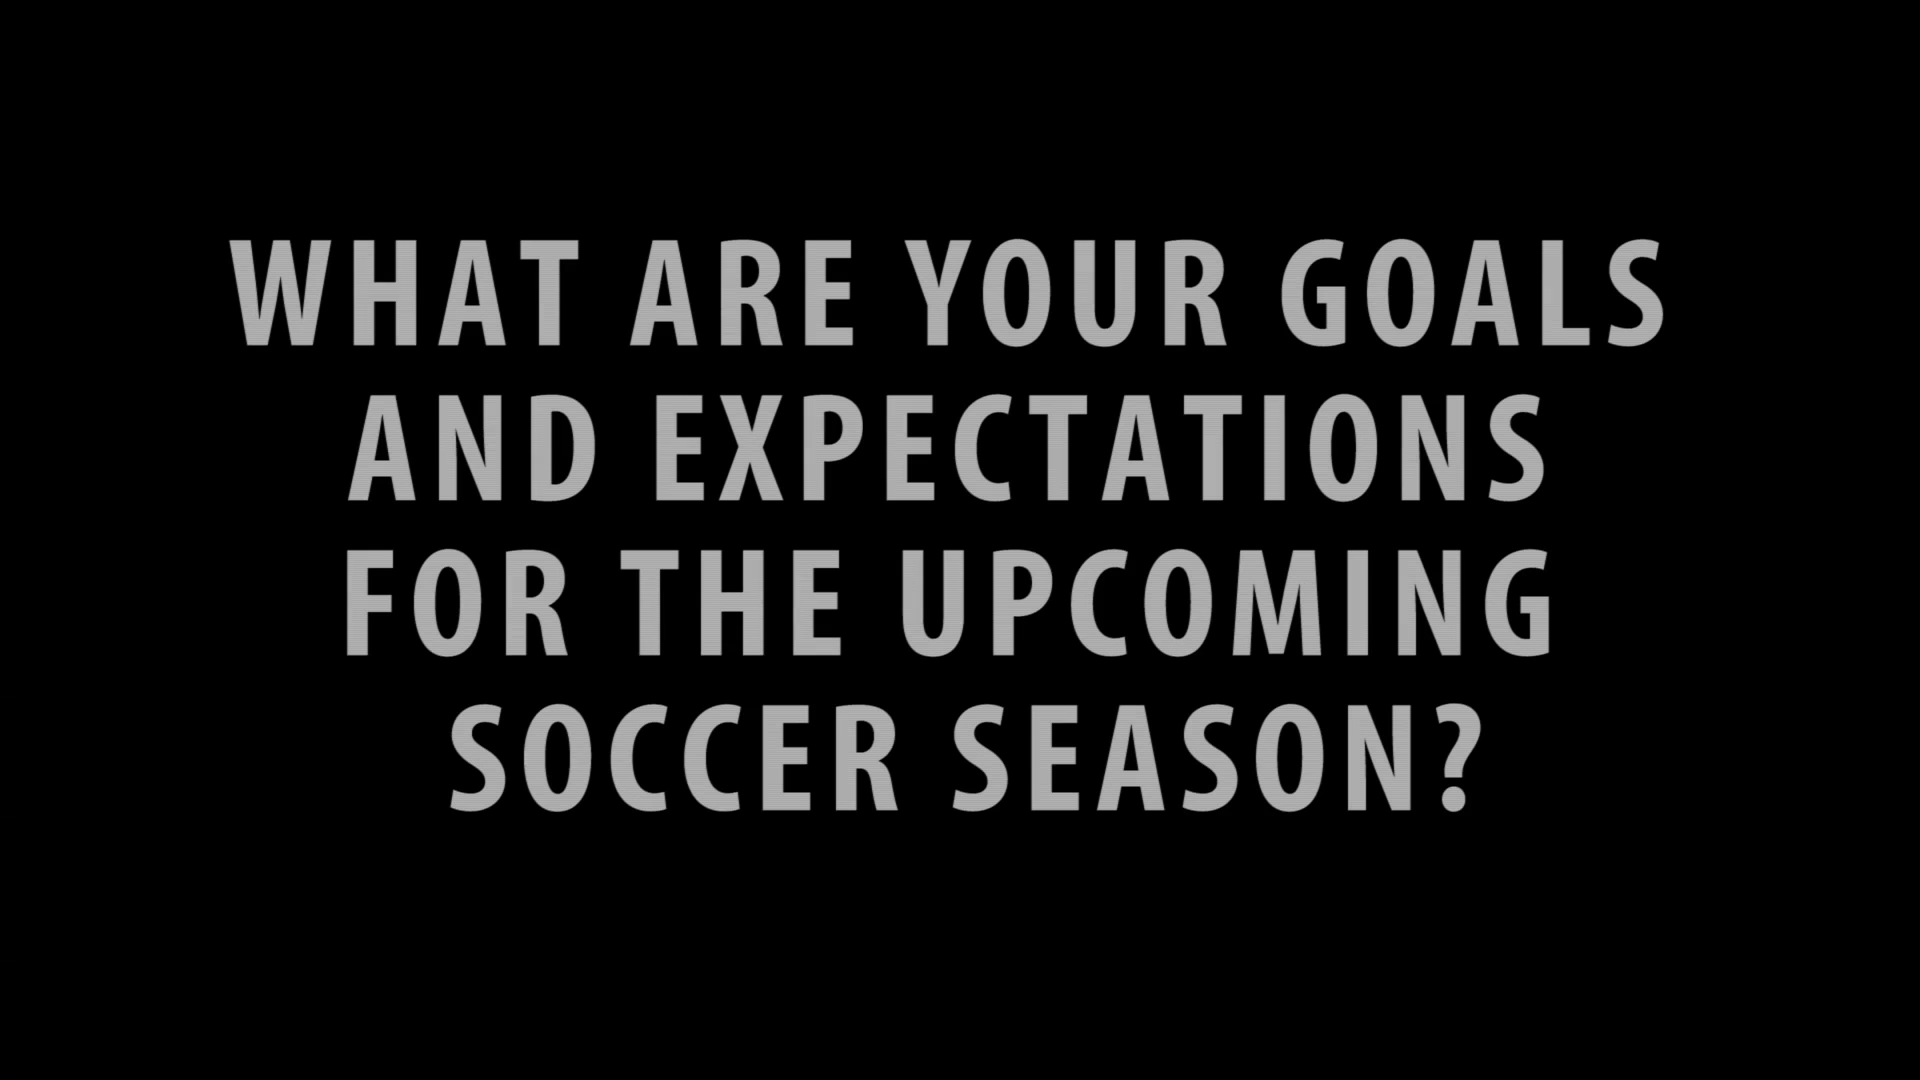 WHAT ARE YOUR GOALS
AND EXPECTATIONS
FOR THE UPCOMING
SOCCER SEASON?